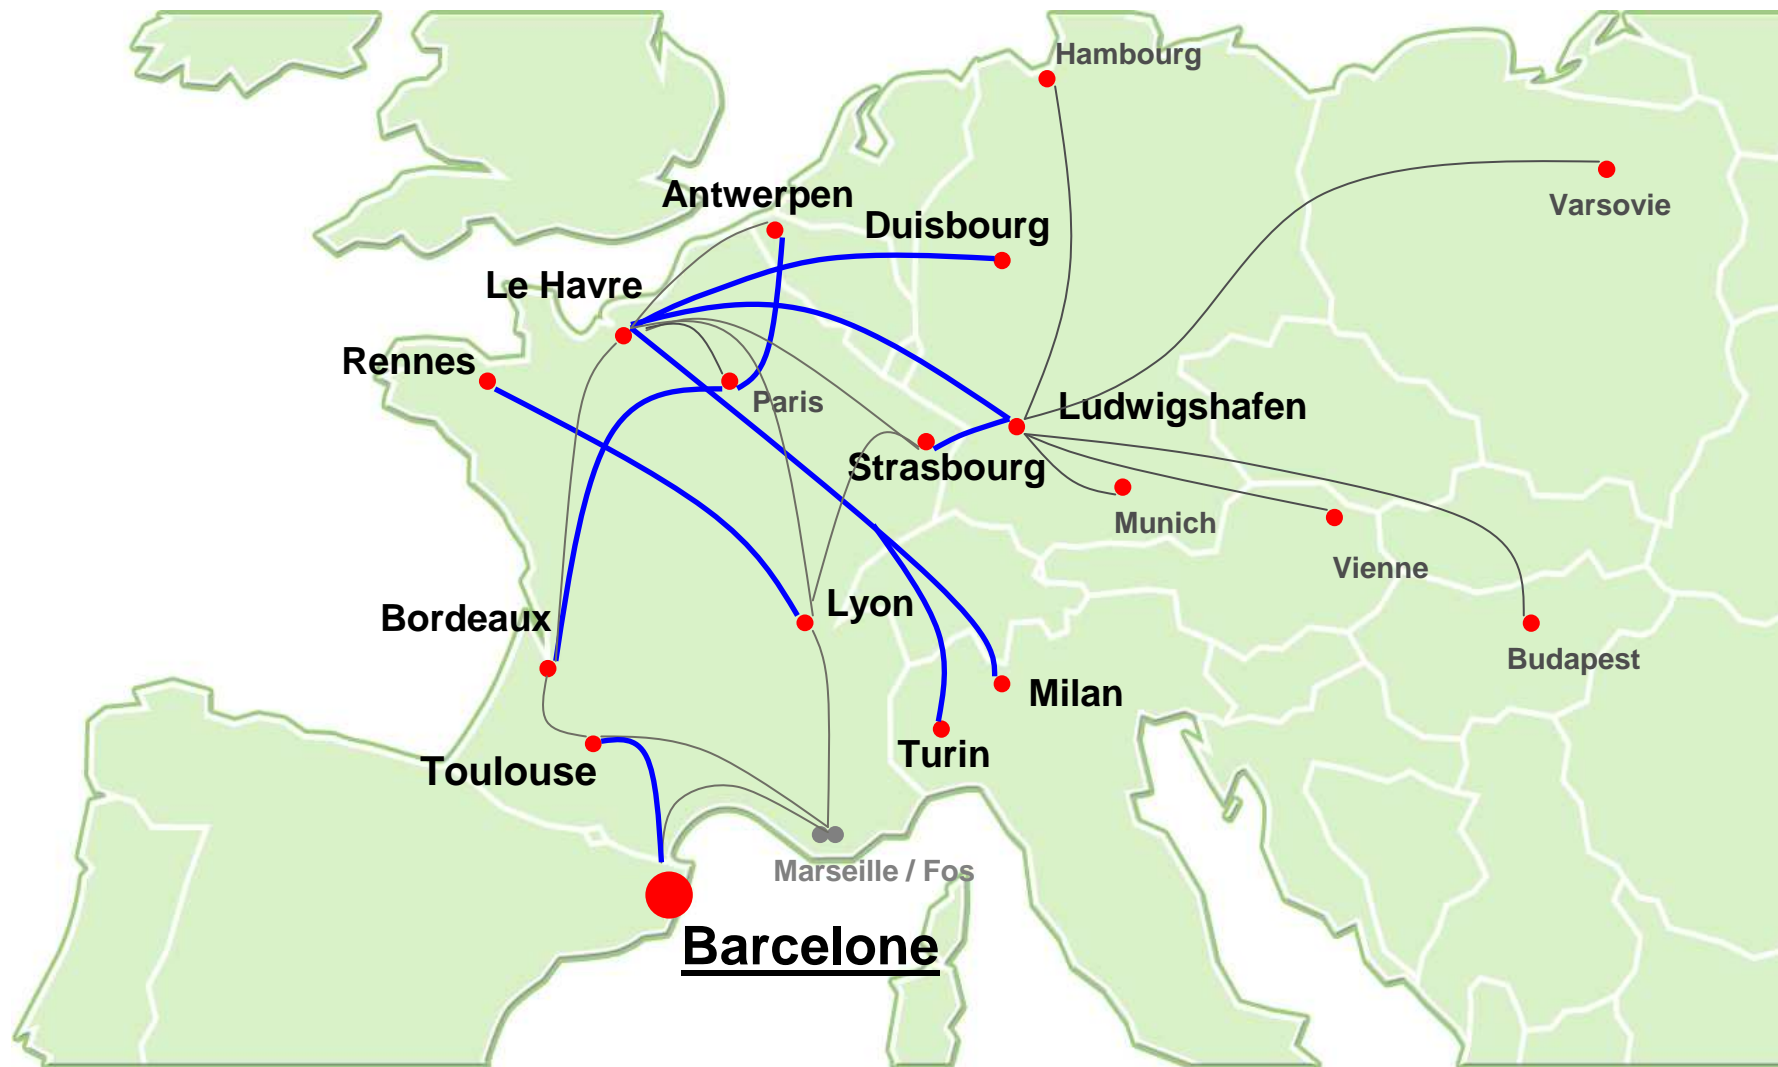 Hambourg
Antwerpen
Varsovie
Duisbourg
Le Havre
Rennes
Paris
Ludwigshafen
Strasbourg
Munich
Vienne
Lyon
Bordeaux
Budapest
Milan
Turin
Toulouse
Marseille / Fos
Barcelone